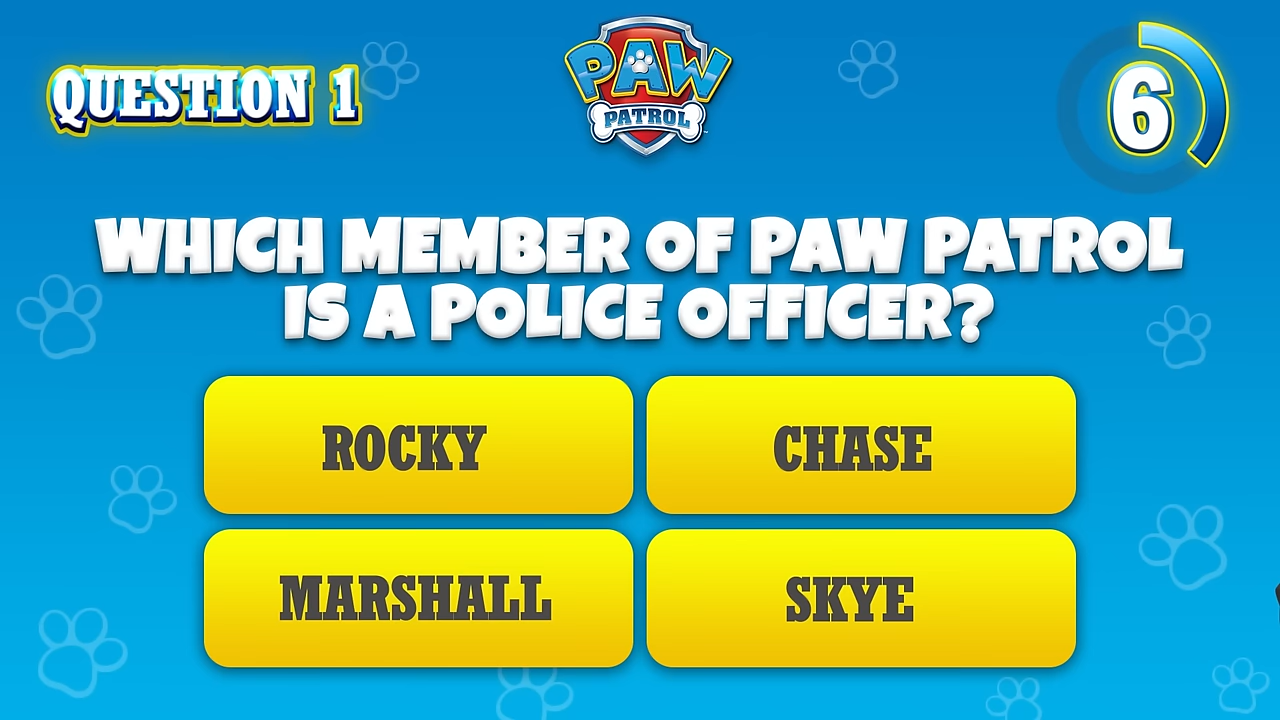 QUESTION 1
PAW
PATROL
6
WHICH MEMBER OF PAW PATROL
IS A POLICE OFFICER?
ROCKY
CHASE
MARSHALL
SKYE